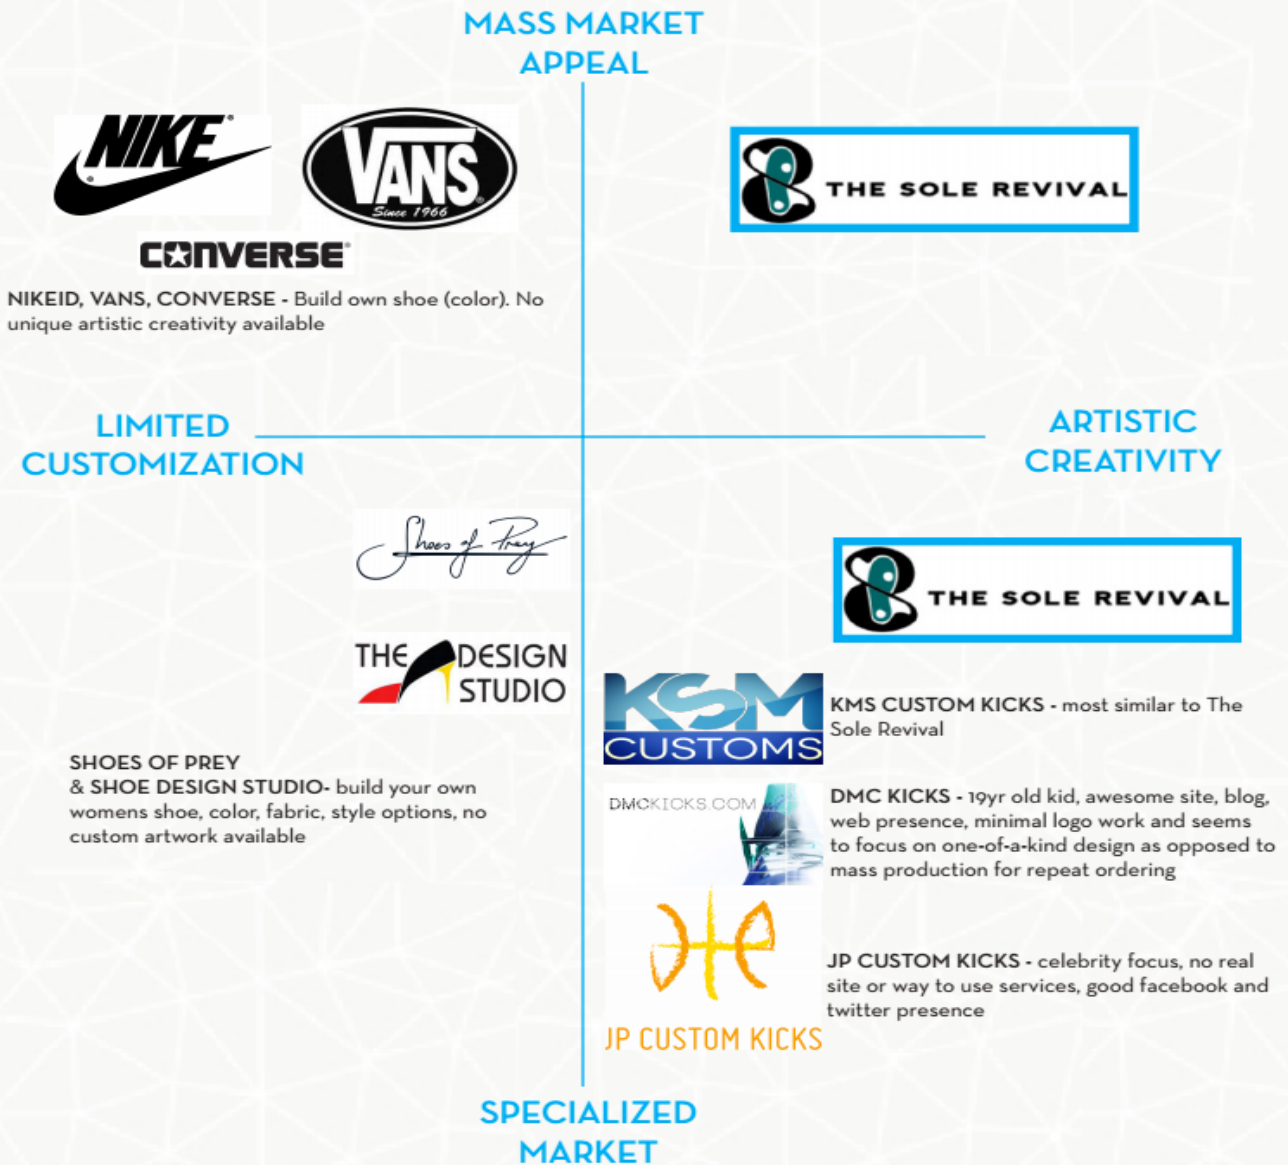 MASS MARKET
APPEAL
NIKE
VANS
Since 1966
CONVERSE
NIKEID, VANS, CONVERSE - Build own shoe (color). No
unique artistic creativity available
THE SOLE REVIVAL
LIMITED
CUSTOMIZATION
ARTISTIC
CREATIVITY
Shoes of Prey
THE DESIGN
STUDIO
SHOES OF PREY
& SHOE DESIGN STUDIO- build your own
womens shoe, color, fabric, style options, no
custom artwork available
THE SOLE REVIVAL
KSM
CUSTOMS
KMS CUSTOM KICKS - most similar to The
Sole Revival
DMCKICKS.COM
DMC KICKS - 19yr old kid, awesome site, blog,
web presence, minimal logo work and seems
to focus on one-of-a-kind design as opposed to
mass production for repeat ordering
JP CUSTOM KICKS
JP CUSTOM KICKS - celebrity focus, no real
site or way to use services, good facebook and
twitter presence
SPECIALIZED
MARKET